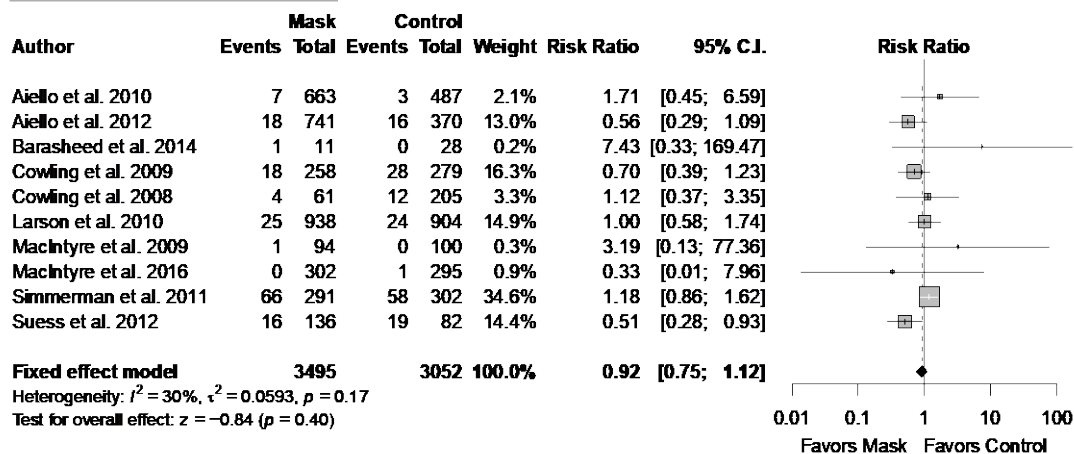 Mask Control
Author Events Total Events Total Weight Risk Ratio 95% C.I. Risk Ratio
Aiello et al. 2010 7 663 3 487 2.1% 1.71 [0.45; 6.59]
Aiello et al. 2012 18 741 16 370 13.0% 0.56 [0.29; 1.09]
Barasheed et al. 2014 1 11 0 28 0.2% 7.43 [0.33; 169.47]
Cowling et al. 2009 18 258 28 279 16.3% 0.70 [0.39; 1.23]
Cowling et al. 2008 4 61 12 205 3.3% 1.12 [0.37; 3.35]
Larson et al. 2010 25 938 24 904 14.9% 1.00 [0.58; 1.74]
MacIntyre et al. 2009 1 94 0 100 0.3% 3.19 [0.13; 77.36]
MacIntyre et al. 2016 0 302 1 295 0.9% 0.33 [0.01; 7.96]
Simmerman et al. 2011 66 291 58 302 34.6% 1.18 [0.86; 1.62]
Suess et al. 2012 16 136 19 82 14.4% 0.51 [0.28; 0.93]
Fixed effect model 3495 3052 100.0% 0.92 [0.75; 1.12]
Heterogeneity: I² = 30%, τ² = 0.0593, p = 0.17
Test for overall effect: z = −0.84 (p = 0.40)
0.01 0.1 1 10 100
Favors Mask Favors Control